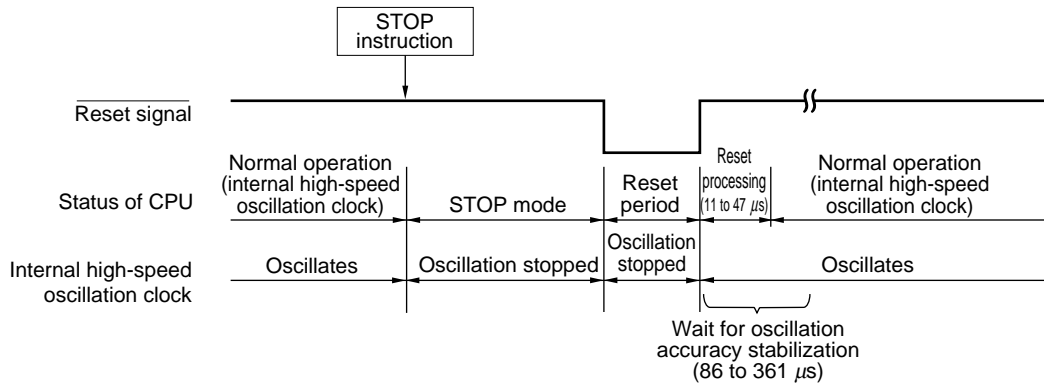 STOP
instruction
Reset signal
Normal operation
(internal high-speed
oscillation clock)
Status of CPU
STOP mode
Reset
period
Reset
processing
(11 to 47 μs)
Normal operation
(internal high-speed
oscillation clock)
Internal high-speed
oscillation clock
Oscillates
Oscillation stopped
Oscillation
stopped
Oscillates
Wait for oscillation
accuracy stabilization
(86 to 361 μs)